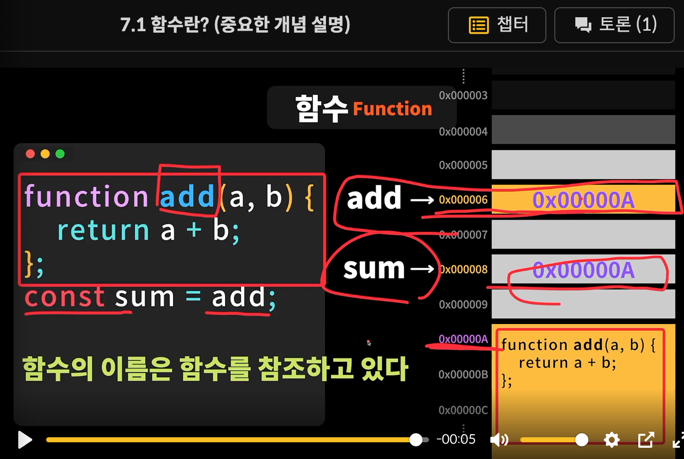 7.1 함수란? (중요한 개념 설명)
챕터
토론 (1)
함수 Function
function add(a, b) {
return a + b;
};
const sum = add;
함수의 이름은 함수를 참조하고 있다
add →
sum →
0x000003
0x000004
0x000005
0x000006 0x00000A
0x000007
0x000008 0x00000A
0x000009
0x00000A
0x00000B
0x00000C
function add(a, b) {
return a + b;
};
-00:05